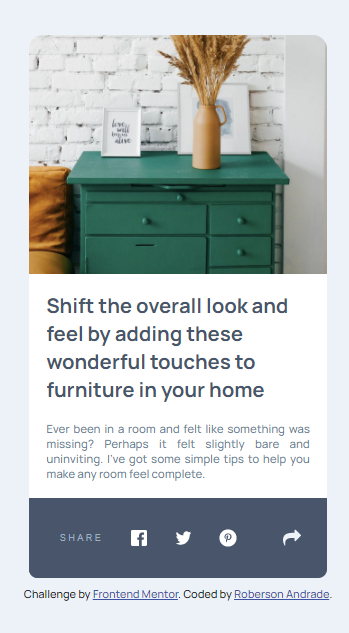 Shift the overall look and
feel by adding these
wonderful touches to
furniture in your home
Ever been in a room and felt like something was
missing? Perhaps it felt slightly bare and
uninviting. I've got some simple tips to help you
make any room feel complete.
SHARE
Challenge by Frontend Mentor. Coded by Roberson Andrade.